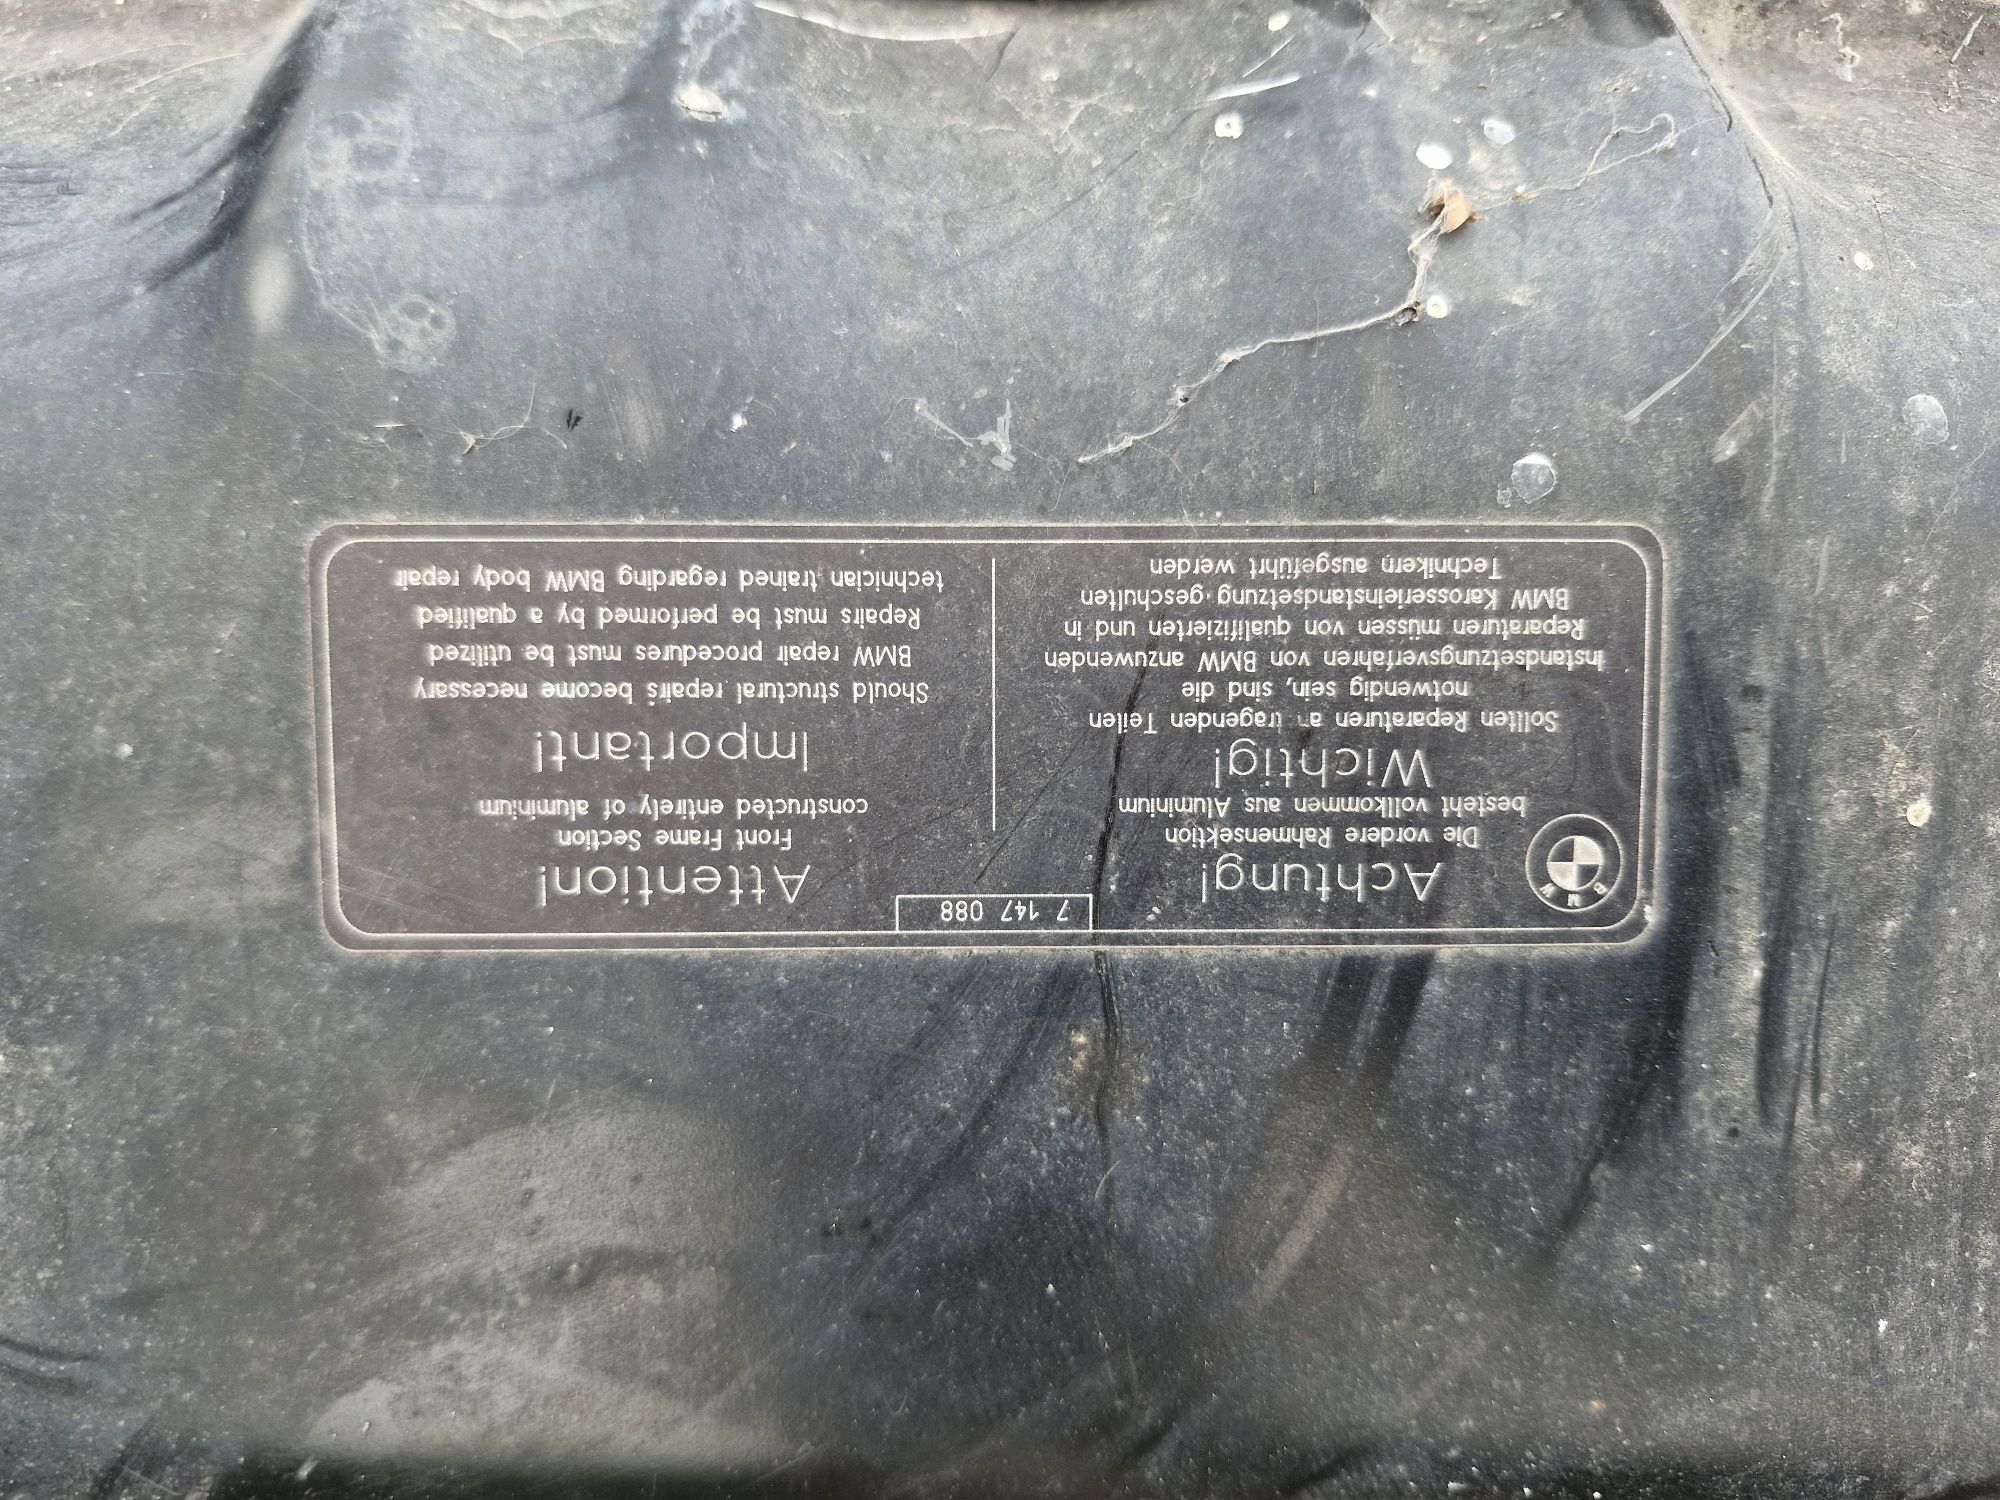 BMW
Achtung!
Die vordere Rahmensektion
besteht vollkommen aus Aluminium
Wichtig!
Sollten Reparaturen an tragenden Teilen
notwendig sein, sind die
Instandsetzungsverfahren von BMW anzuwenden
Reparaturen müssen von qualifizierten und in
BMW Karosserieinstandsetzung geschulten
Technikern ausgeführt werden
7 147 088
Attention!
Front Frame Section
constructed entirely of aluminium
Important!
Should structural repairs become necessary
BMW repair procedures must be utilized
Repairs must be performed by a qualified
technician trained regarding BMW body repair